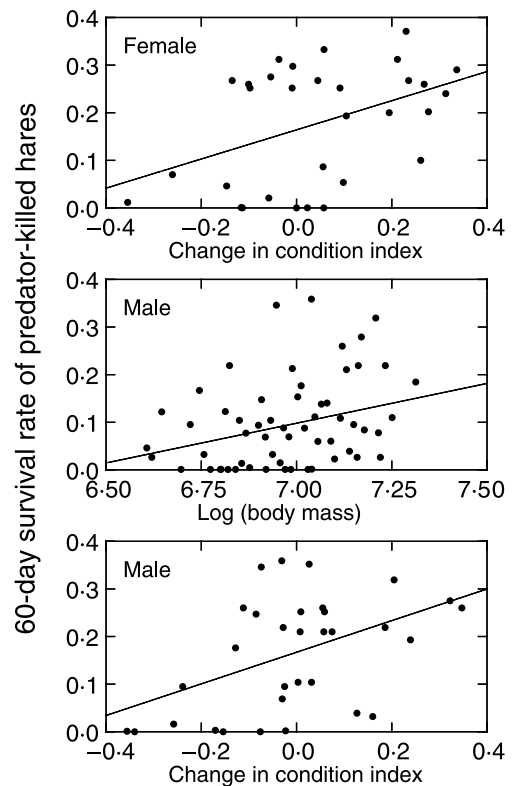 60-day survival rate of predator-killed hares
Female
0·4
0·3
0·2
0·1
0·0
−0·4 −0·2 0·0 0·2 0·4
Change in condition index
Male
0·4
0·3
0·2
0·1
0·0
6·50 6·75 7·00 7·25 7·50
Log (body mass)
Male
0·4
0·3
0·2
0·1
0·0
−0·4 −0·2 0·0 0·2 0·4
Change in condition index